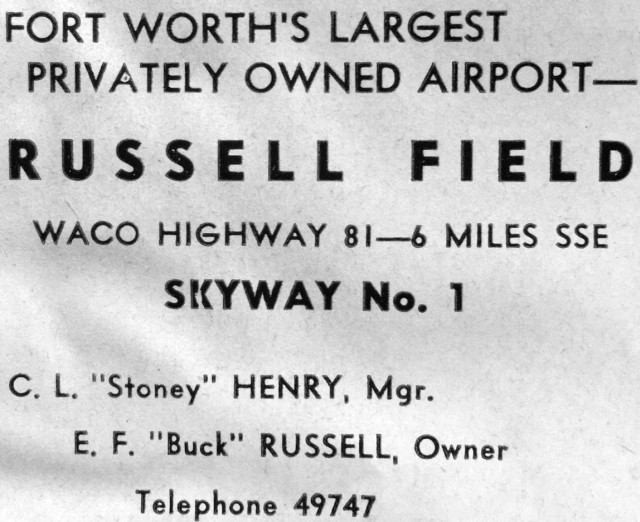 FORT WORTH'S LARGEST
PRIVATELY OWNED AIRPORT—
RUSSELL FIELD
WACO HIGHWAY 81—6 MILES SSE
SKYWAY No. 1
C. L. "Stoney" HENRY, Mgr.
E. F. "Buck" RUSSELL, Owner
Telephone 49747